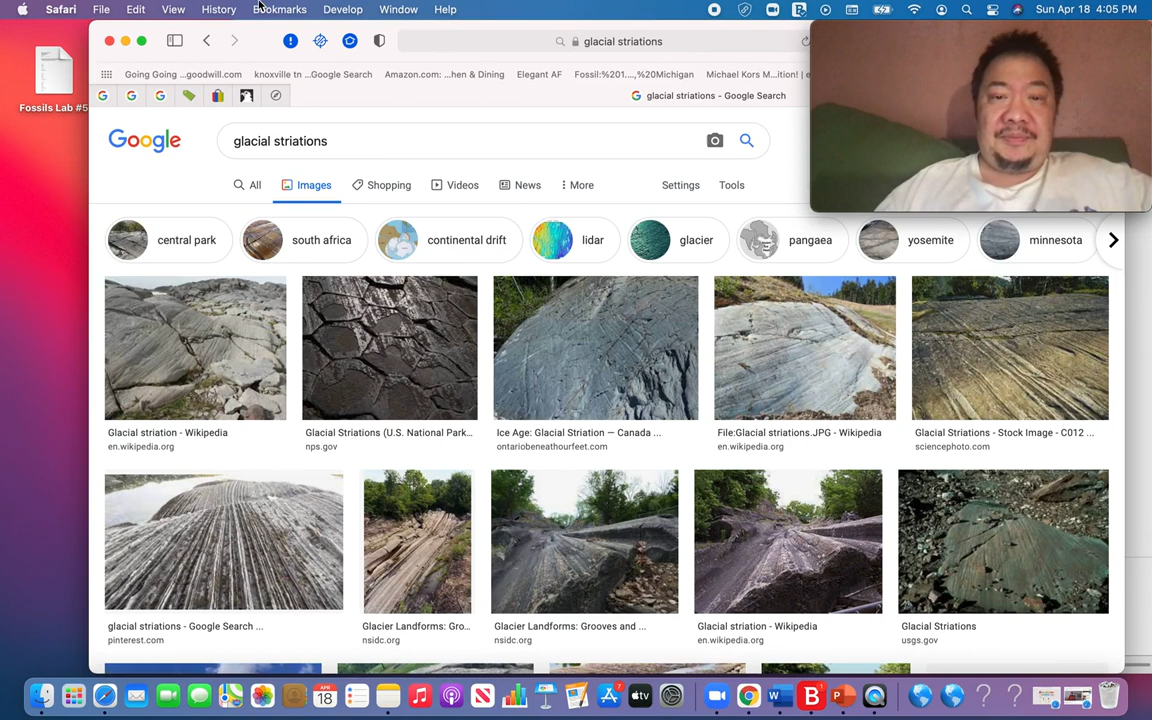 Safari File Edit View History Bookmarks Develop Window Help Sun Apr 18 4:05 PM
glacial striations
Going Going ...goodwill.com knoxville tn ...Google Search Amazon.com: ...hen & Dining Elegant AF Fossil:%201...,%20Michigan Michael Kors M...ition! | e
glacial striations - Google Search
Fossils Lab #5
Google glacial striations
All Images Shopping Videos News More Settings Tools
central park south africa continental drift lidar glacier pangaea yosemite minnesota
Glacial striation - Wikipedia Glacial Striations (U.S. National Park... Ice Age: Glacial Striation — Canada ... File:Glacial striations.JPG - Wikipedia Glacial Striations - Stock Image - C012 ...
en.wikipedia.org nps.gov ontariobeneathourfeet.com en.wikipedia.org sciencephoto.com
glacial striations - Google Search ... Glacier Landforms: Gro... Glacier Landforms: Grooves and ... Glacial striation - Wikipedia Glacial Striations
pinterest.com nsidc.org nsidc.org en.wikipedia.org usgs.gov